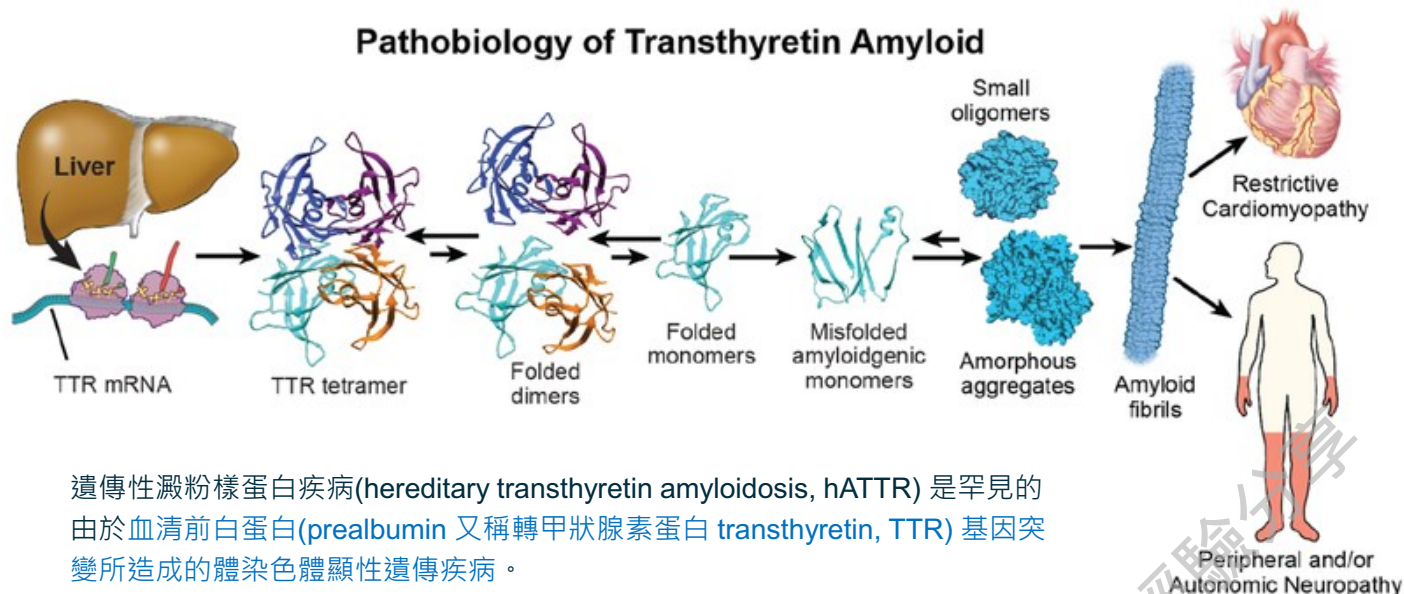 Pathobiology of Transthyretin Amyloid
Liver
TTR mRNA
TTR tetramer
Folded
dimers
Folded
monomers
Misfolded
amyloidgenic
monomers
Small
oligomers
Amorphous
aggregates
Amyloid
fibrils
Restrictive
Cardiomyopathy
Peripheral and/or
Autonomic Neuropathy
遺傳性澱粉樣蛋白疾病(hereditary transthyretin amyloidosis, hATTR) 是罕見的
由於血清前白蛋白(prealbumin 又稱轉甲狀腺素蛋白 transthyretin, TTR) 基因突
變所造成的體染色體顯性遺傳疾病。
驗分享